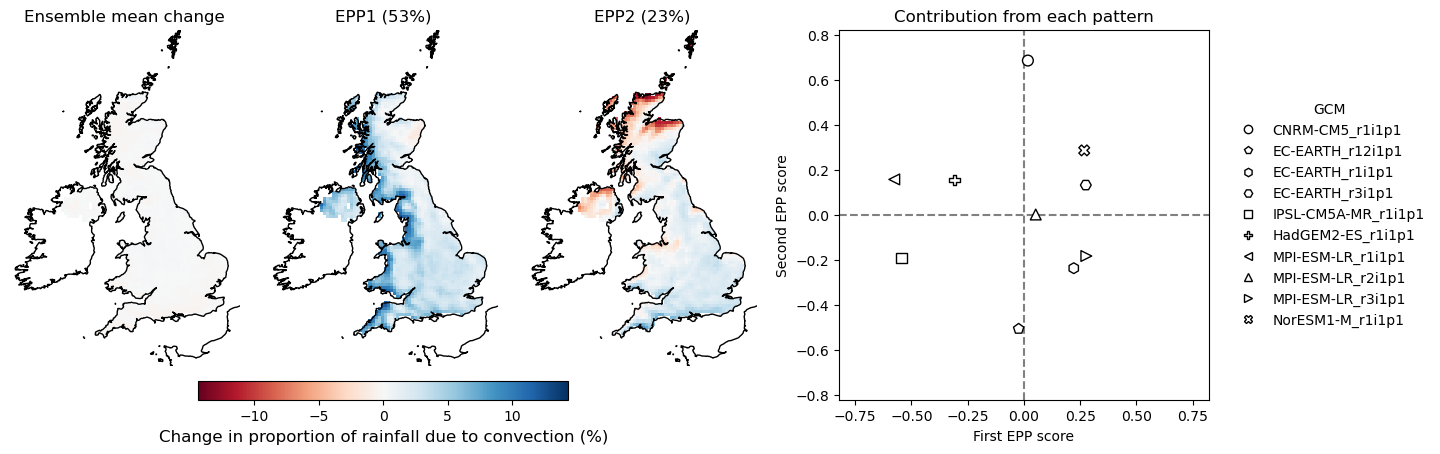 Ensemble mean change
EPP1 (53%)
EPP2 (23%)
−10 −5 0 5 10
Change in proportion of rainfall due to convection (%)
Contribution from each pattern
Second EPP score
0.8
0.6
0.4
0.2
0.0
−0.2
−0.4
−0.6
−0.8
−0.75 −0.50 −0.25 0.00 0.25 0.50 0.75
First EPP score
GCM
CNRM-CM5_r1i1p1
EC-EARTH_r12i1p1
EC-EARTH_r1i1p1
EC-EARTH_r3i1p1
IPSL-CM5A-MR_r1i1p1
HadGEM2-ES_r1i1p1
MPI-ESM-LR_r1i1p1
MPI-ESM-LR_r2i1p1
MPI-ESM-LR_r3i1p1
NorESM1-M_r1i1p1